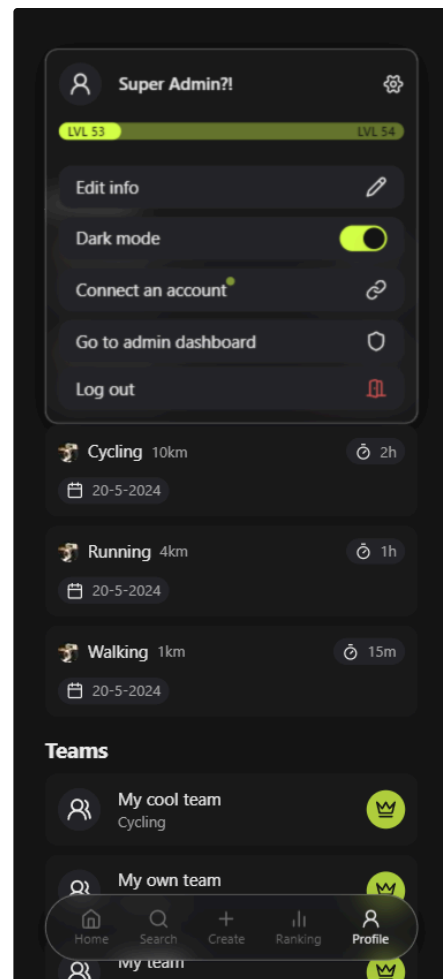 Super Admin?!
LVL 53 LVL 54
Edit info
Dark mode
Connect an account
Go to admin dashboard
Log out
Cycling 10km 2h
20-5-2024
Running 4km 1h
20-5-2024
Walking 1km 15m
20-5-2024
Teams
My cool team
Cycling
My own team
Home Search Create Ranking Profile
My team